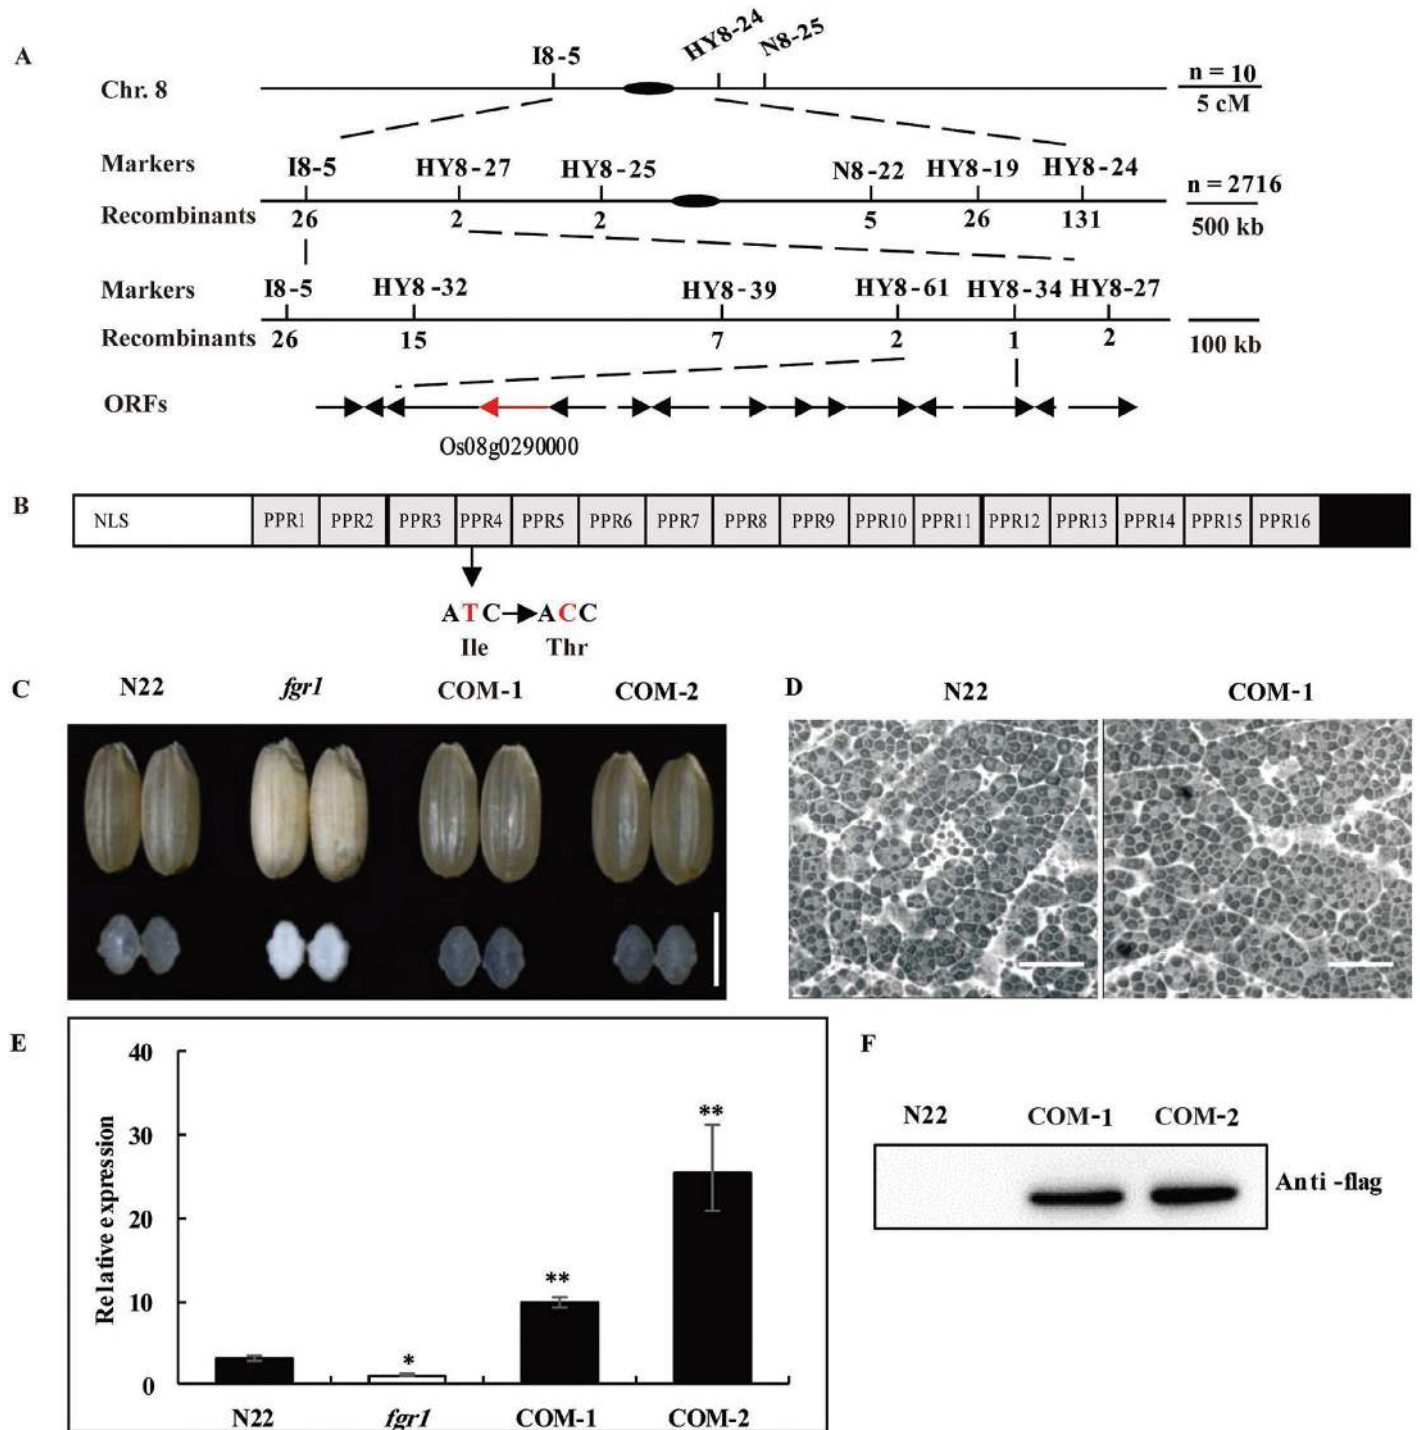 A
I8-5 HY8-24 N8-25
Chr. 8
n = 10
5 cM
Markers I8-5 HY8-27 HY8-25 N8-22 HY8-19 HY8-24
n = 2716
Recombinants 26 2 2 5 26 131
500 kb
Markers I8-5 HY8-32 HY8-39 HY8-61 HY8-34 HY8-27
Recombinants 26 15 7 2 1 2
100 kb
ORFs
Os08g0290000
B
NLS PPR1 PPR2 PPR3 PPR4 PPR5 PPR6 PPR7 PPR8 PPR9 PPR10 PPR11 PPR12 PPR13 PPR14 PPR15 PPR16
ATC ACC
Ile Thr
C N22 fgr1 COM-1 COM-2
D N22 COM-1
E
40
30
20
10
0
Relative expression
*
**
**
N22 fgr1 COM-1 COM-2
F
N22 COM-1 COM-2
Anti-flag